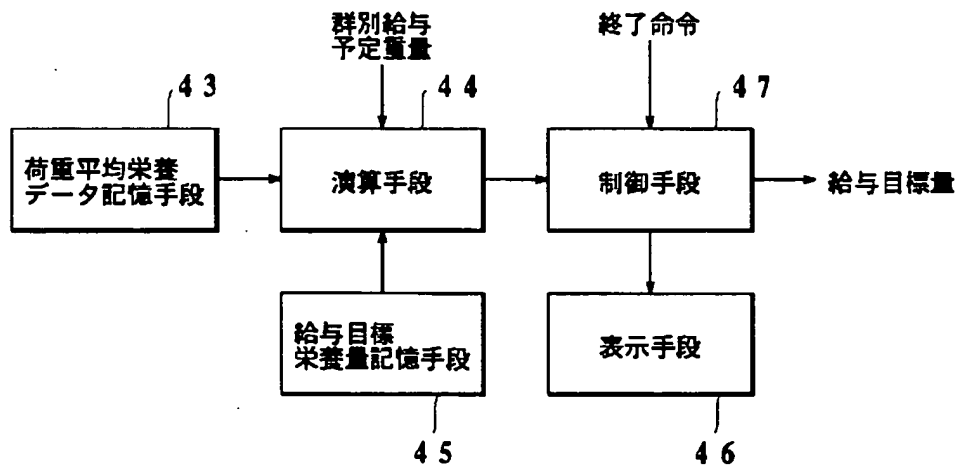 群別給与
予定重量
終了命令
43
44
47
荷重平均栄養
データ記憶手段
演算手段
制御手段
給与目標量
給与目標
栄養量記憶手段
表示手段
45
46